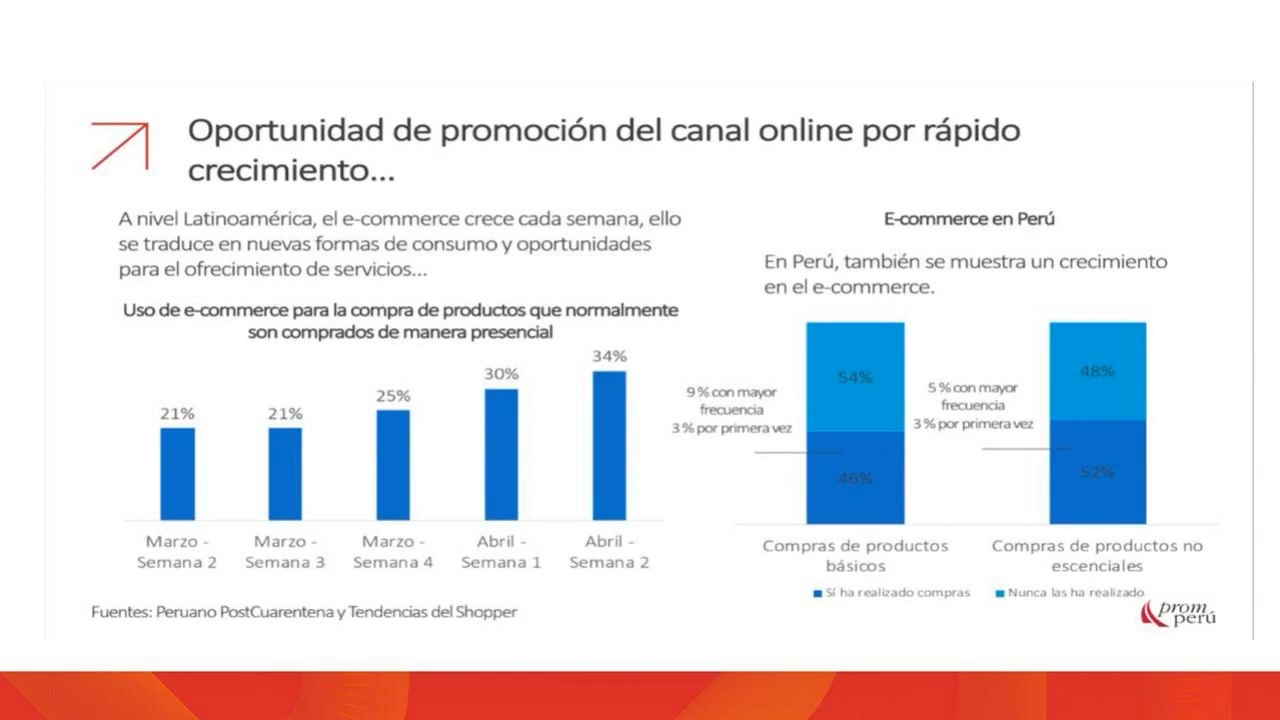 Oportunidad de promoción del canal online por rápido
crecimiento...
A nivel Latinoamérica, el e-commerce crece cada semana, ello
se traduce en nuevas formas de consumo y oportunidades
para el ofrecimiento de servicios...
Uso de e-commerce para la compra de productos que normalmente
son comprados de manera presencial
21%
21%
25%
30%
34%
Marzo -
Semana 2
Marzo -
Semana 3
Marzo -
Semana 4
Abril -
Semana 1
Abril -
Semana 2
E-commerce en Perú
En Perú, también se muestra un crecimiento
en el e-commerce.
9 % con mayor
frecuencia
3 % por primera vez
54%
46%
5 % con mayor
frecuencia
3 % por primera vez
48%
52%
Compras de productos
básicos
Compras de productos no
escenciales
Sí ha realizado compras
Nunca las ha realizado
Fuentes: Peruano PostCuarentena y Tendencias del Shopper
prom
perú